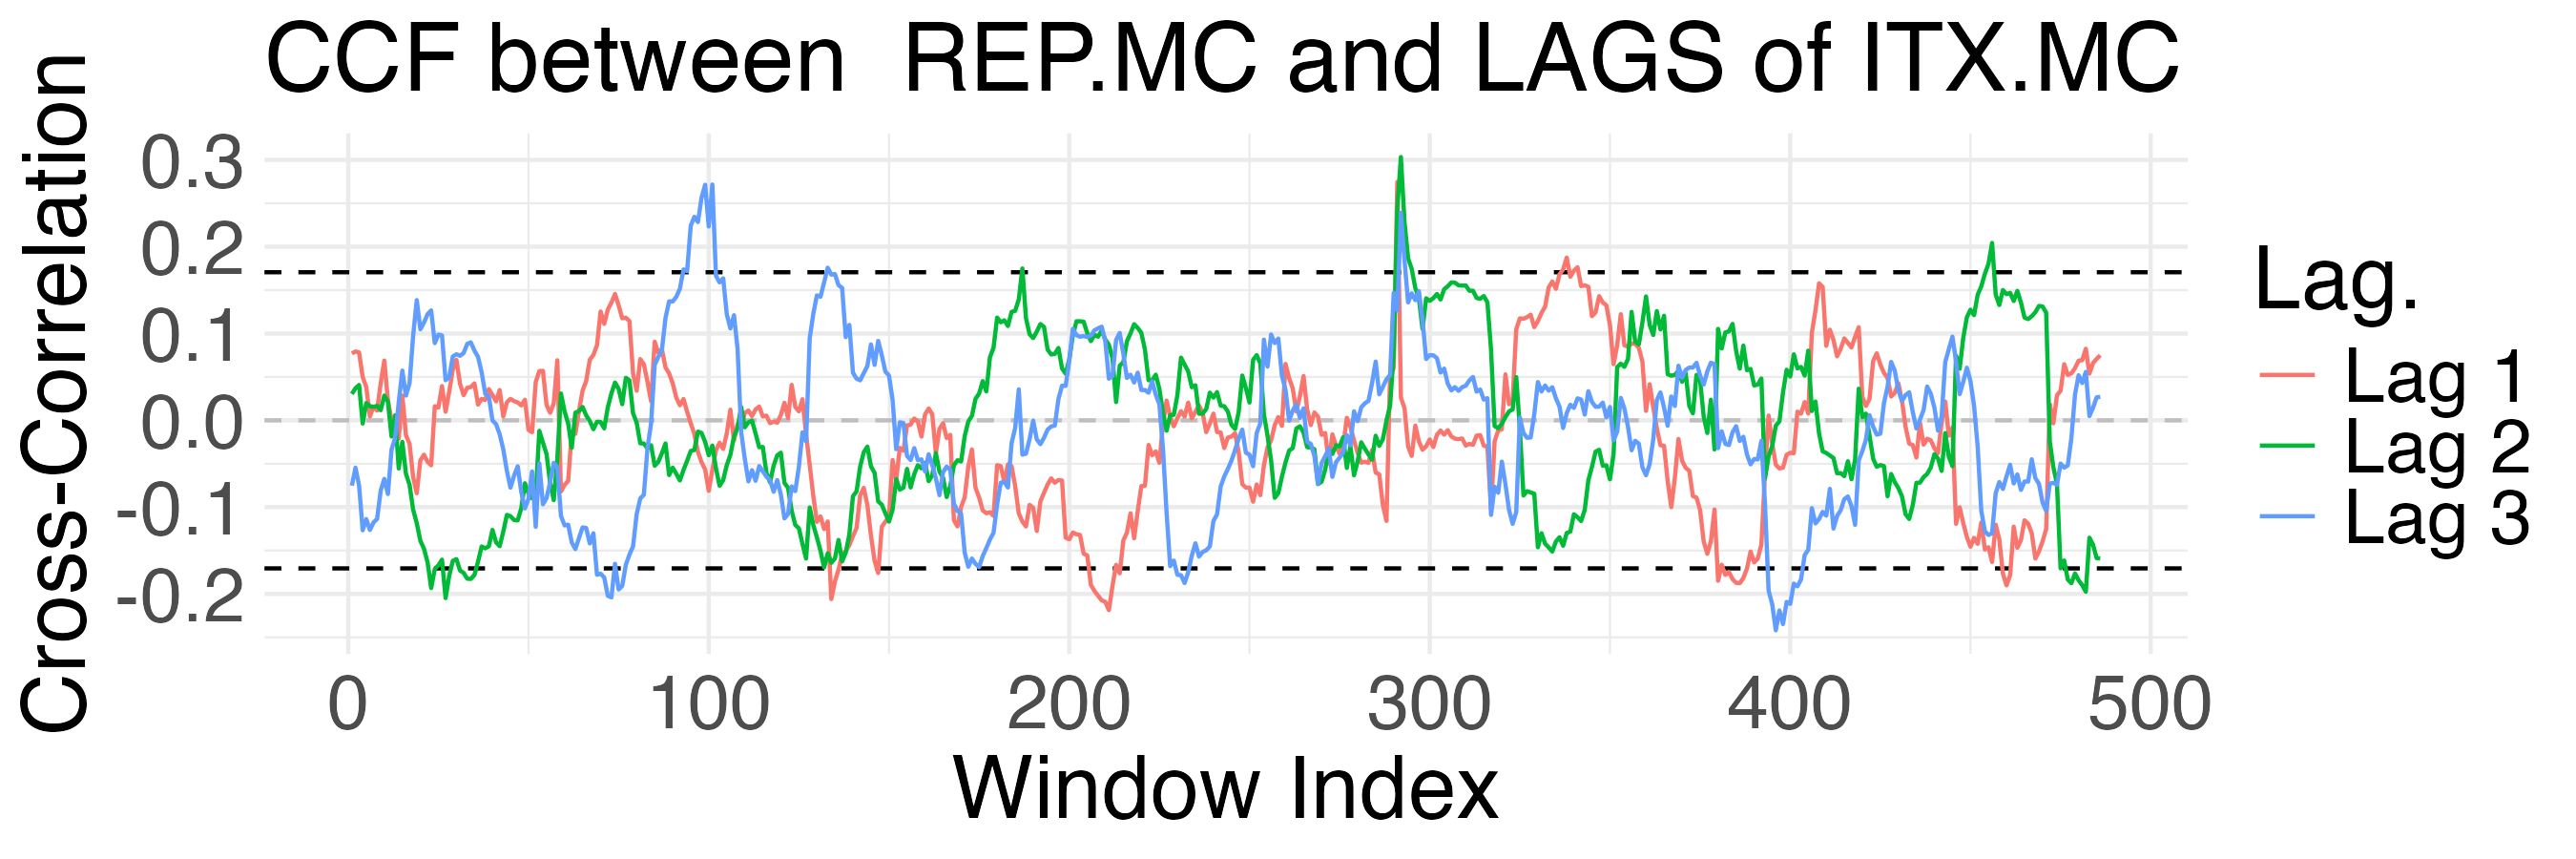 CCF between  REP.MC and LAGS of ITX.MC
Cross-Correlation
0.3
0.2
0.1
0.0
-0.1
-0.2
0 100 200 300 400 500
Window Index
Lag.
Lag 1
Lag 2
Lag 3